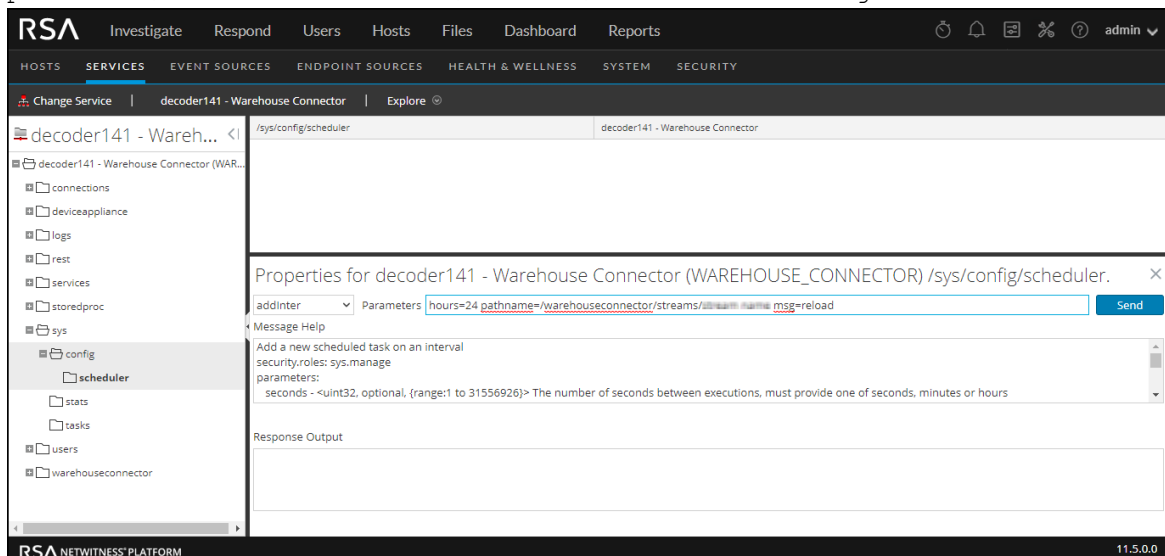 RSA Investigate Respond Users Hosts Files Dashboard Reports admin
HOSTS SERVICES EVENT SOURCES ENDPOINT SOURCES HEALTH & WELLNESS SYSTEM SECURITY
Change Service | decoder141 - Warehouse Connector | Explore
decoder141 - Wareh...
/sys/config/scheduler decoder141 - Warehouse Connector
decoder141 - Warehouse Connector (WAR...
connections
deviceappliance
logs
rest
services
storedproc
sys
config
scheduler
stats
tasks
users
warehouseconnector
Properties for decoder141 - Warehouse Connector (WAREHOUSE_CONNECTOR) /sys/config/scheduler.
addInter Parameters hours=24 pathname=/warehouseconnector/streams/ msg=reload Send
Message Help
Add a new scheduled task on an interval
security.roles: sys.manage
parameters:
seconds - <uint32, optional, {range:1 to 31556926}> The number of seconds between executions, must provide one of seconds, minutes or hours
Response Output
RSA NETWITNESS® PLATFORM 11.5.0.0